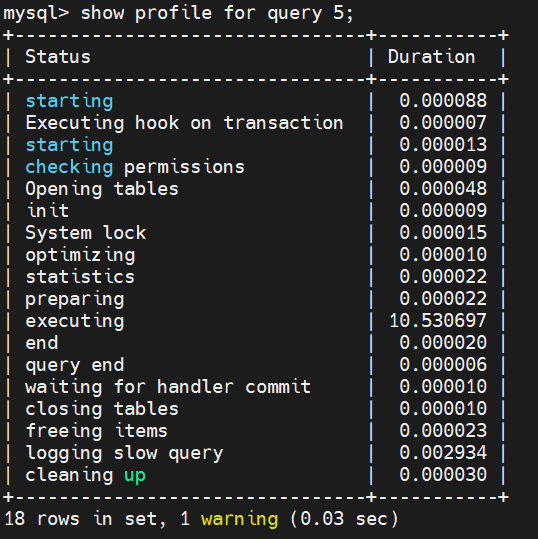 mysql> show profile for query 5;
+--------------------------------+-----------+
| Status                         | Duration  |
+--------------------------------+-----------+
| starting                       |  0.000088 |
| Executing hook on transaction  |  0.000007 |
| starting                       |  0.000013 |
| checking permissions           |  0.000009 |
| Opening tables                 |  0.000048 |
| init                           |  0.000009 |
| System lock                    |  0.000015 |
| optimizing                     |  0.000010 |
| statistics                     |  0.000022 |
| preparing                      |  0.000022 |
| executing                      | 10.530697 |
| end                            |  0.000020 |
| query end                      |  0.000006 |
| waiting for handler commit     |  0.000010 |
| closing tables                 |  0.000010 |
| freeing items                  |  0.000023 |
| logging slow query             |  0.002934 |
| cleaning up                    |  0.000030 |
+--------------------------------+-----------+
18 rows in set, 1 warning (0.03 sec)